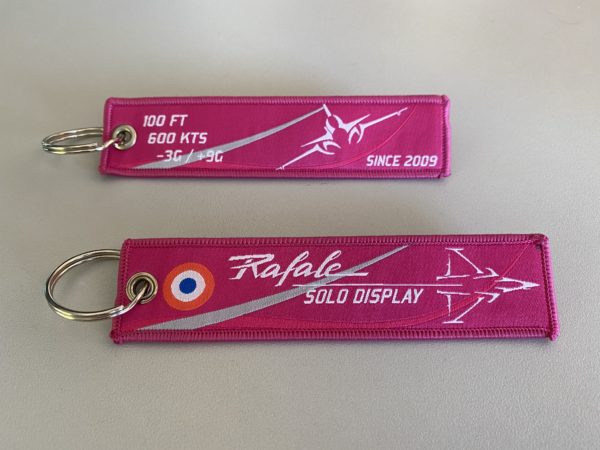 100 FT
600 KTS
-3G / +9G
SINCE 2009
Rafale
SOLO DISPLAY